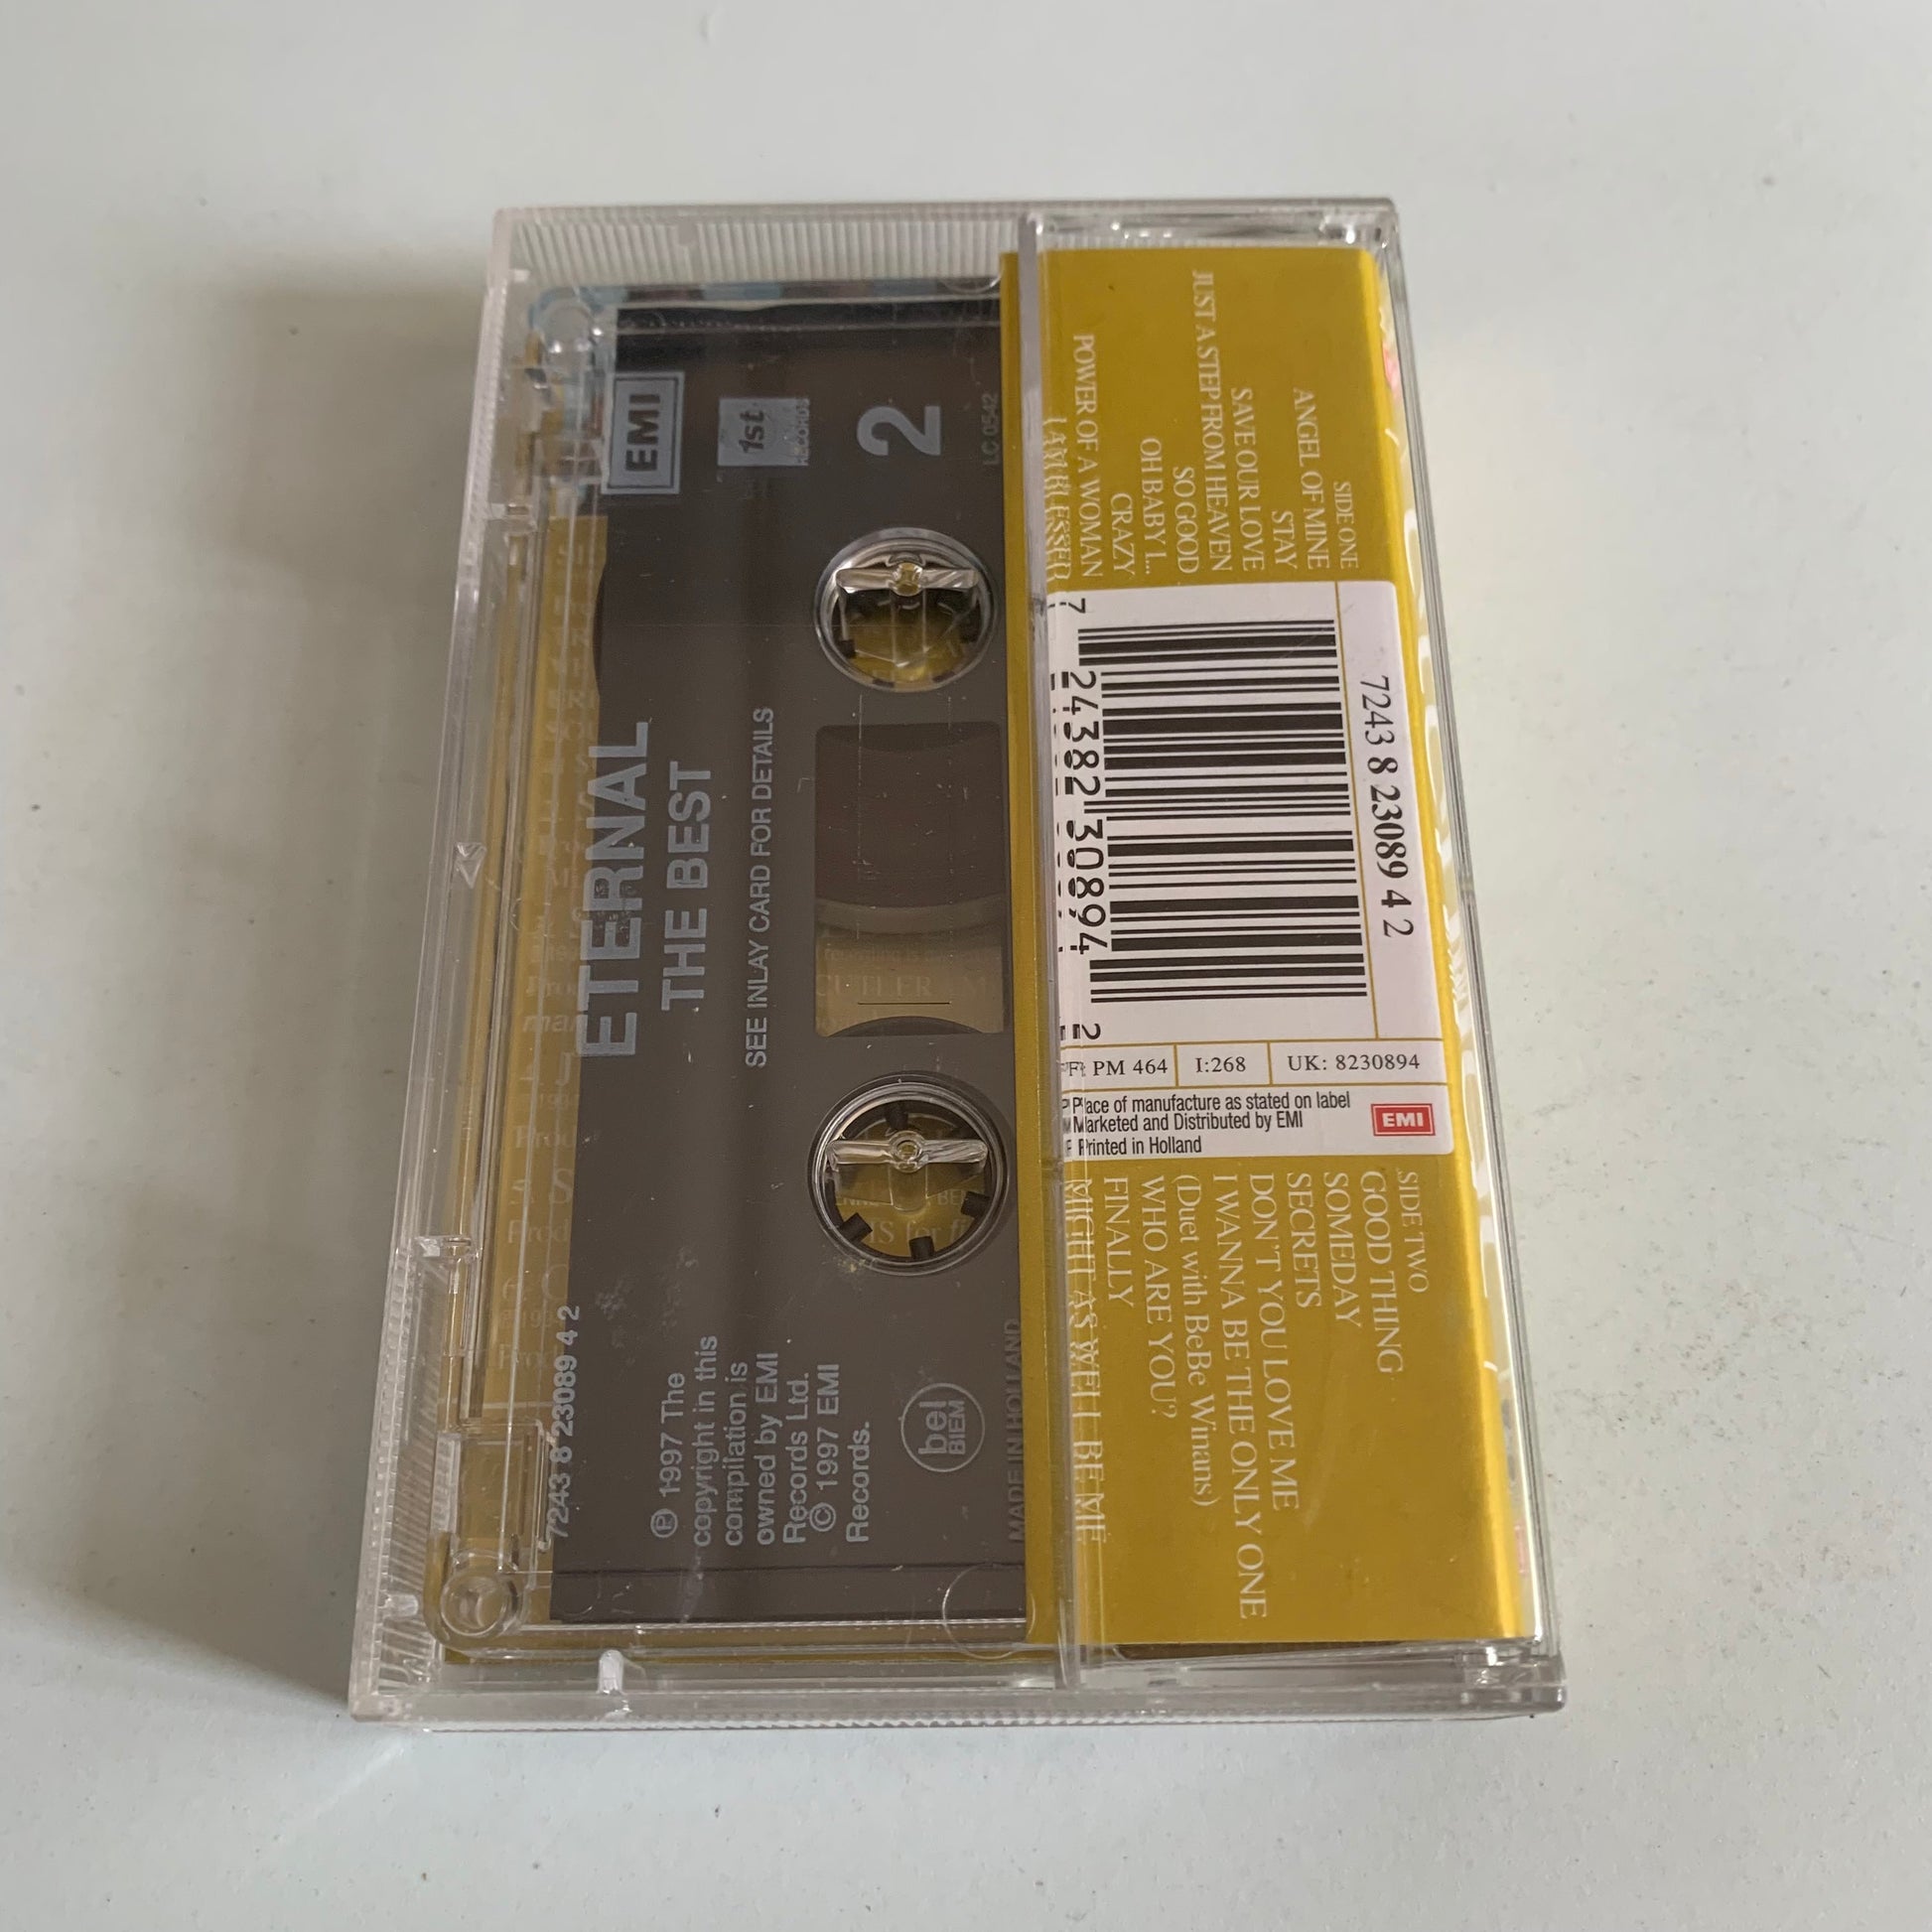 EMI
1st
RECORDS
2
LC 0542
ETERNAL
THE BEST
SEE INLAY CARD FOR DETAILS
7243 8 23089 4 2
℗ 1997 The
copyright in this
compilation is
owned by EMI
Records Ltd.
© 1997 EMI
Records.
bel
BIEM
MADE IN HOLLAND
CUTLER
SIDE ONE
ANGEL OF MINE
STAY
SAVE OUR LOVE
JUST A STEP FROM HEAVEN
SO GOOD
OH BABY I...
CRAZY
POWER OF A WOMAN
I AM BLESSED
7243 8 23089 4 2
7 24382 30894 2
F: PM 464
I:268
UK: 8230894
Place of manufacture as stated on label
Marketed and Distributed by EMI
Printed in Holland
EMI
SIDE TWO
GOOD THING
SOMEDAY
SECRETS
DON'T YOU LOVE ME
I WANNA BE THE ONLY ONE
(Duet with BeBe Winans)
WHO ARE YOU?
FINALLY
MIGHT AS WELL BE ME